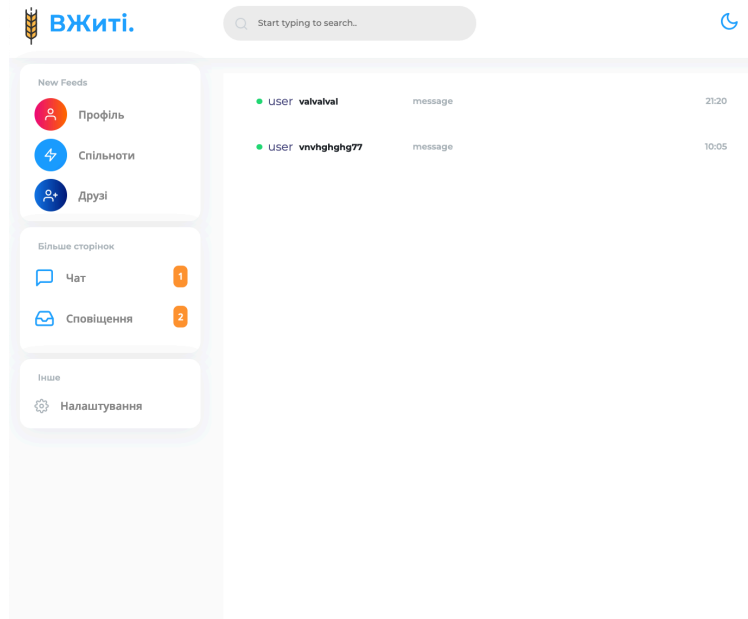 ВЖиті.
Start typing to search..
New Feeds
Профіль
Спільноти
Друзі
Більше сторінок
Чат 1
Сповіщення 2
Інше
Налаштування
user valvalval message 21:20
user vnvhghghg77 message 10:05